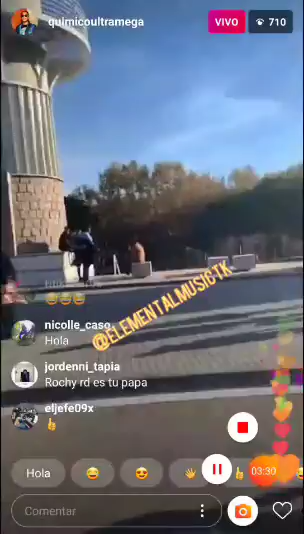 quimicoultramega
VIVO
710
@ELEMENTALMUSICTK
nicolle_caso
Hola
jordenni_tapia
Rochy rd es tu papa
eljefe09x
Hola
03:30
Comentar